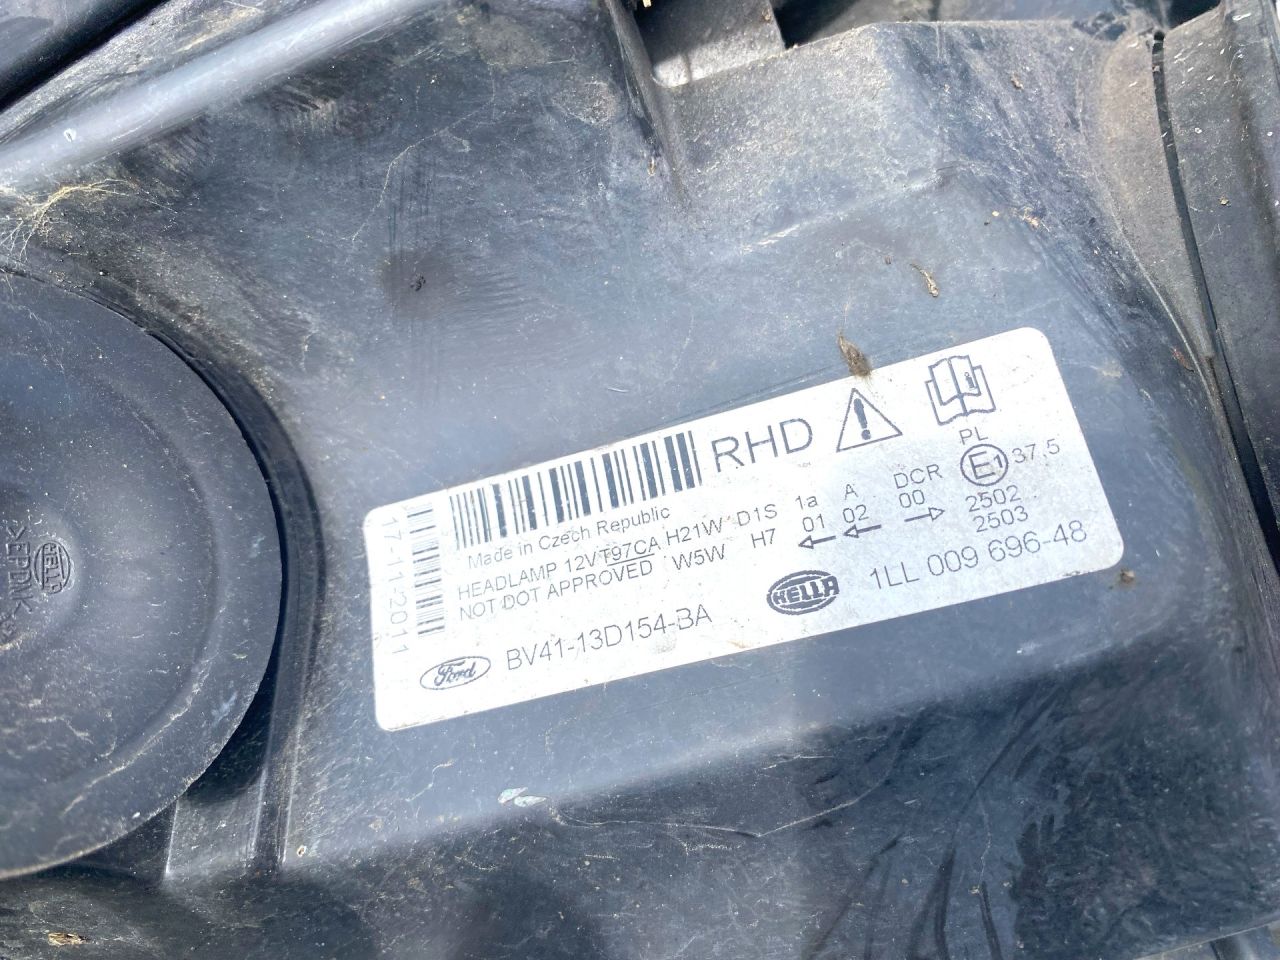 RHD
17-11-2011
Made in Czech Republic
PL
HEADLAMP 12V T97CA H21W D1S 1a A DCR E1 37.5
NOT DOT APPROVED W5W H7 01 02 00 2502
2503
Ford BV41-13D154-BA HELLA 1LL 009 696-48
HELLA
>EPDM<